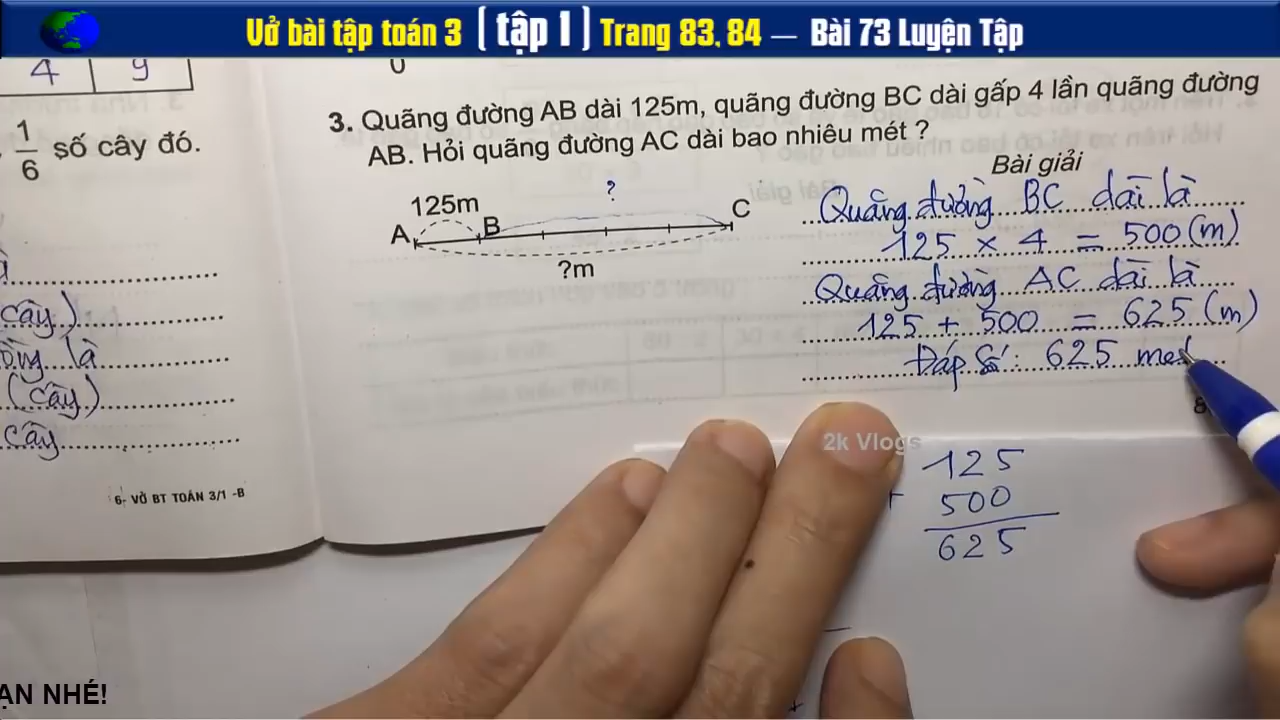 Vở bài tập toán 3 [ tập 1 ] Trang 83, 84 — Bài 73 Luyện Tập
4 9
1
6
số cây đó.
cây)
là
(cây)
cây
6- VỞ BT TOÁN 3/1 -B
3. Quãng đường AB dài 125m, quãng đường BC dài gấp 4 lần quãng đường
AB. Hỏi quãng đường AC dài bao nhiêu mét ?
125m
?
A B C
?m
Bài giải
Quãng đường BC dài là
125 × 4 = 500 (m)
Quãng đường AC dài là
125 + 500 = 625 (m)
Đáp số: 625 met
8
2k Vlogs
125
+
500
625
ẠN NHÉ!